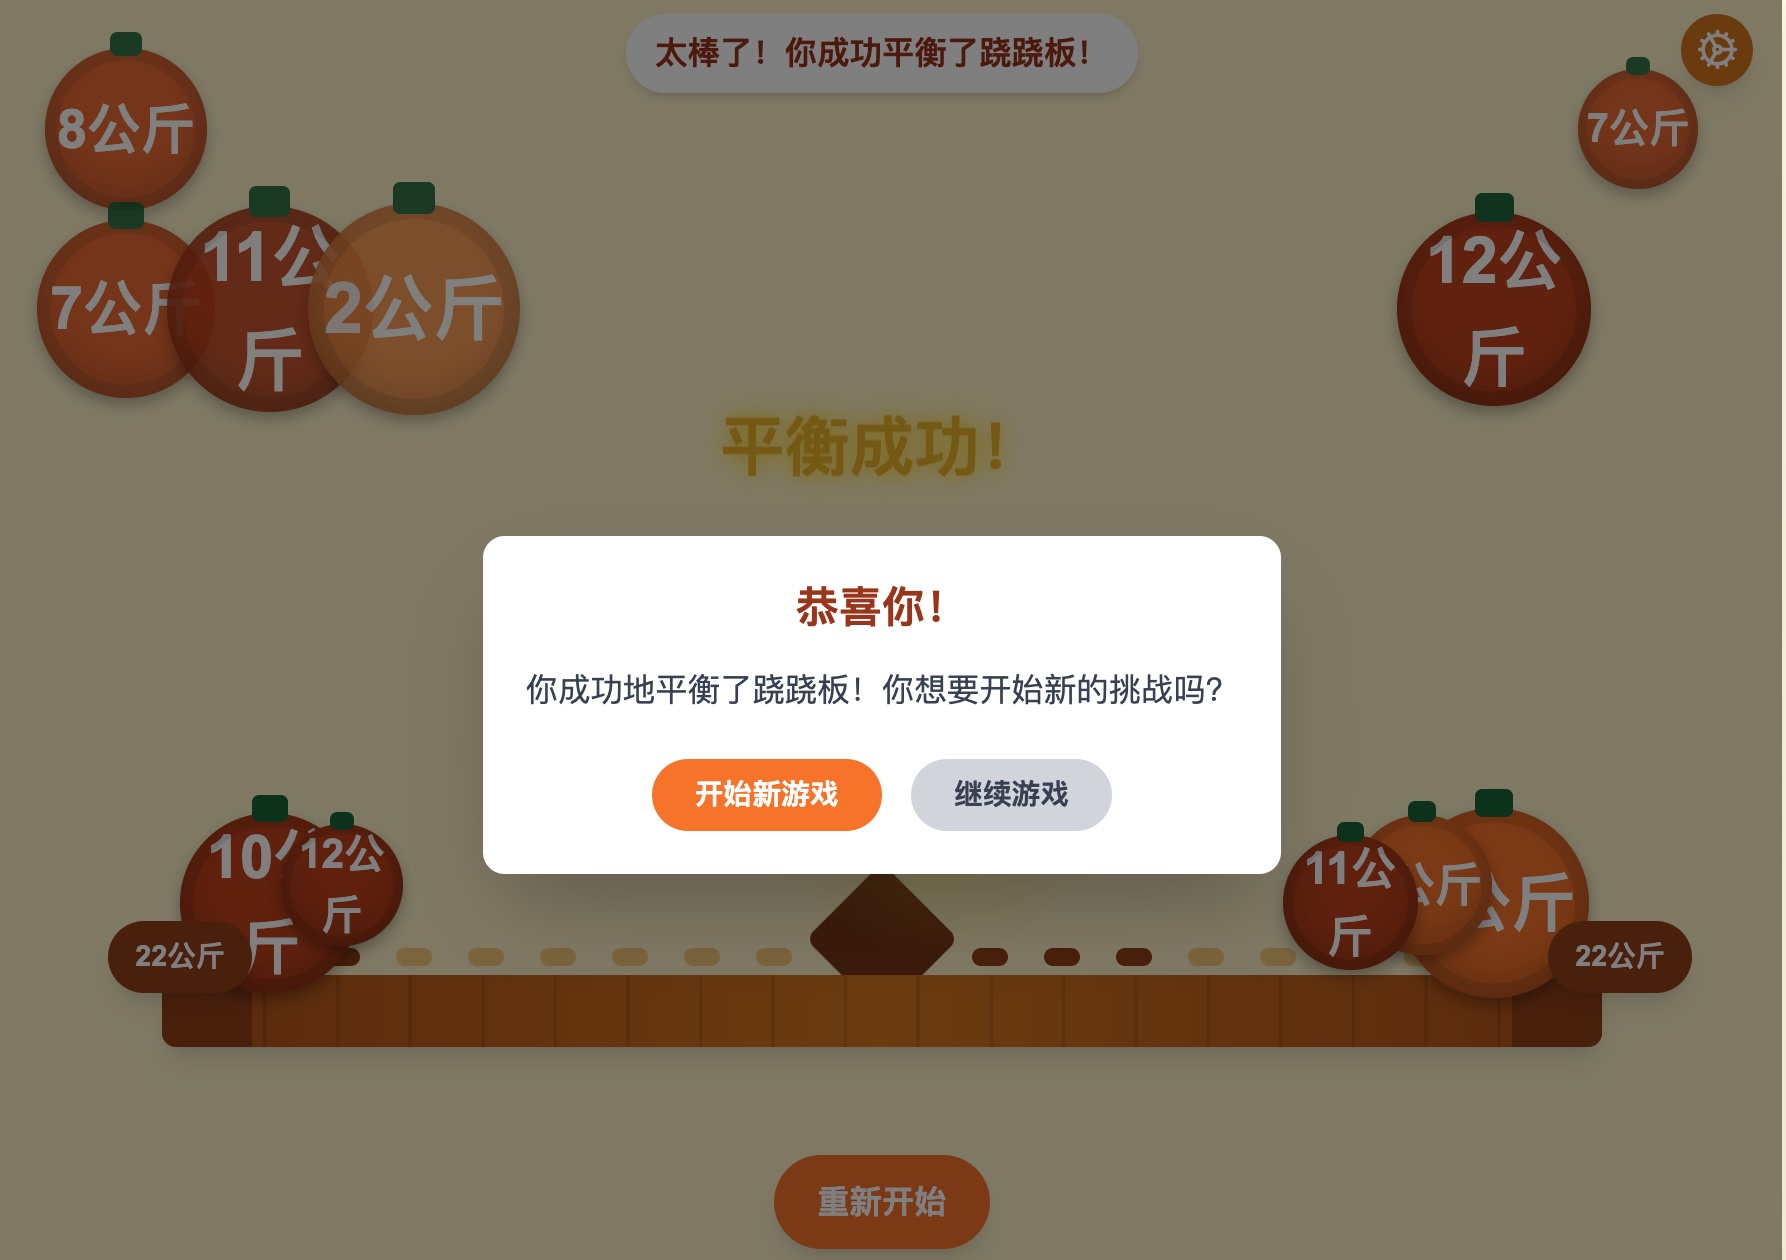 太棒了！你成功平衡了跷跷板！
8公斤
7公斤
12公
斤
7公斤
11公
斤
2公斤
平衡成功！
恭喜你！
你成功地平衡了跷跷板！你想要开始新的挑战吗？
开始新游戏
继续游戏
10
斤
12公
斤
11公
斤
公斤
公斤
22公斤
22公斤
重新开始